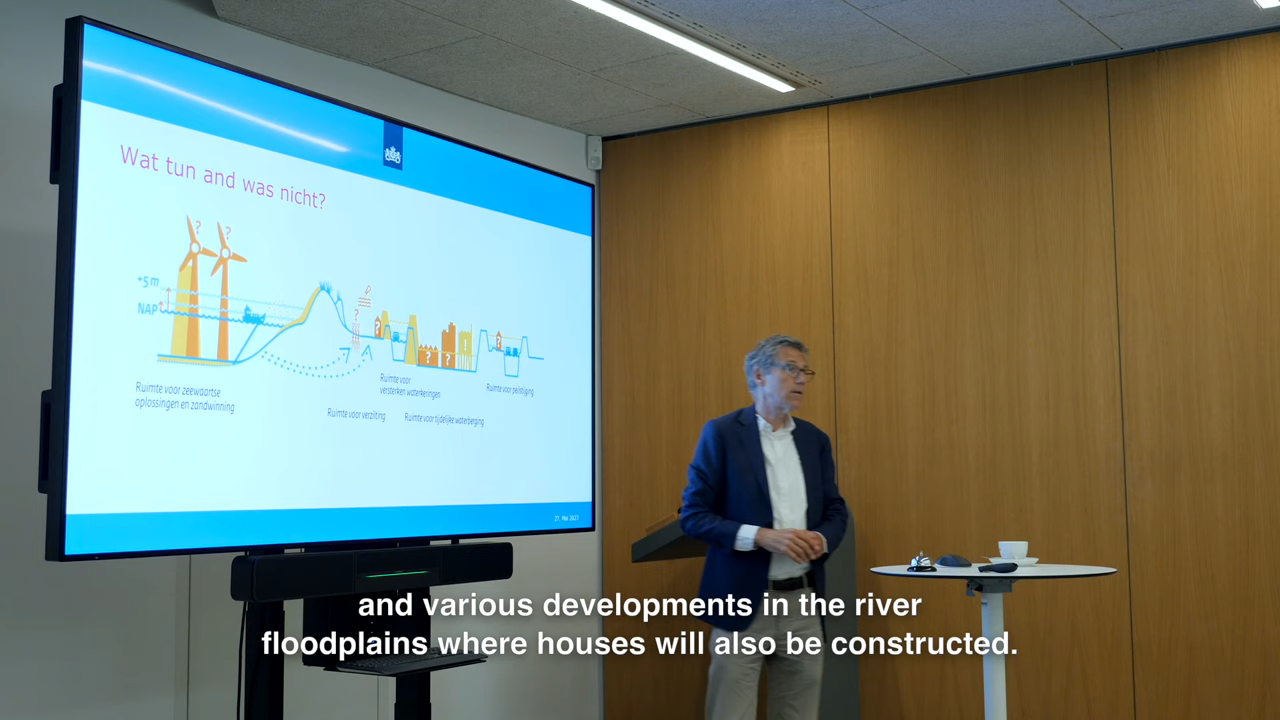 Wat tun and was nicht?
? ?
+5 m
NAP
?
?
? ? ?
?
Ruimte voor zeewaartse
oplossingen en zandwinning
Ruimte voor verzilting
Ruimte voor
versterken waterkeringen
Ruimte voor tijdelijke waterberging
Ruimte voor peilstijging
27. Mai 2023
and various developments in the river
floodplains where houses will also be constructed.